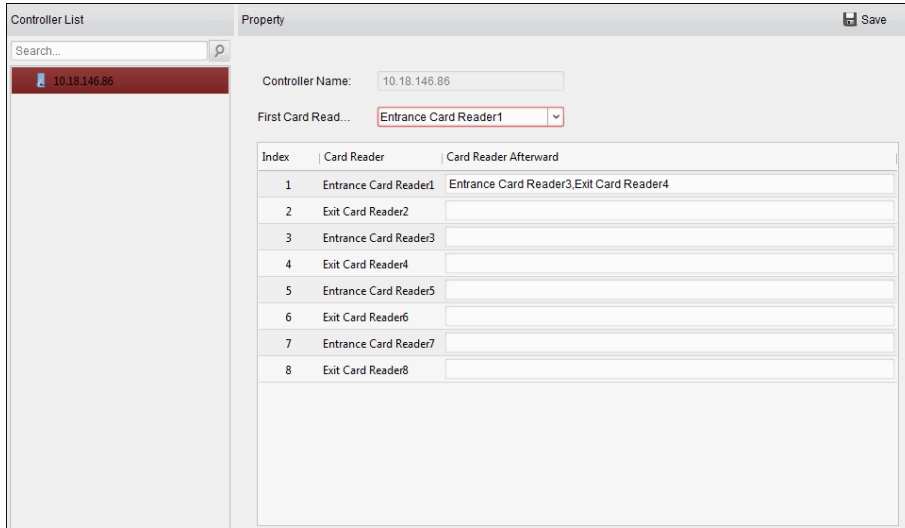 Controller List
Property
Save
Search...
10.18.146.86
Controller Name:
10.18.146.86
First Card Read...
Entrance Card Reader1
Index Card Reader Card Reader Afterward
1 Entrance Card Reader1 Entrance Card Reader3,Exit Card Reader4
2 Exit Card Reader2
3 Entrance Card Reader3
4 Exit Card Reader4
5 Entrance Card Reader5
6 Exit Card Reader6
7 Entrance Card Reader7
8 Exit Card Reader8